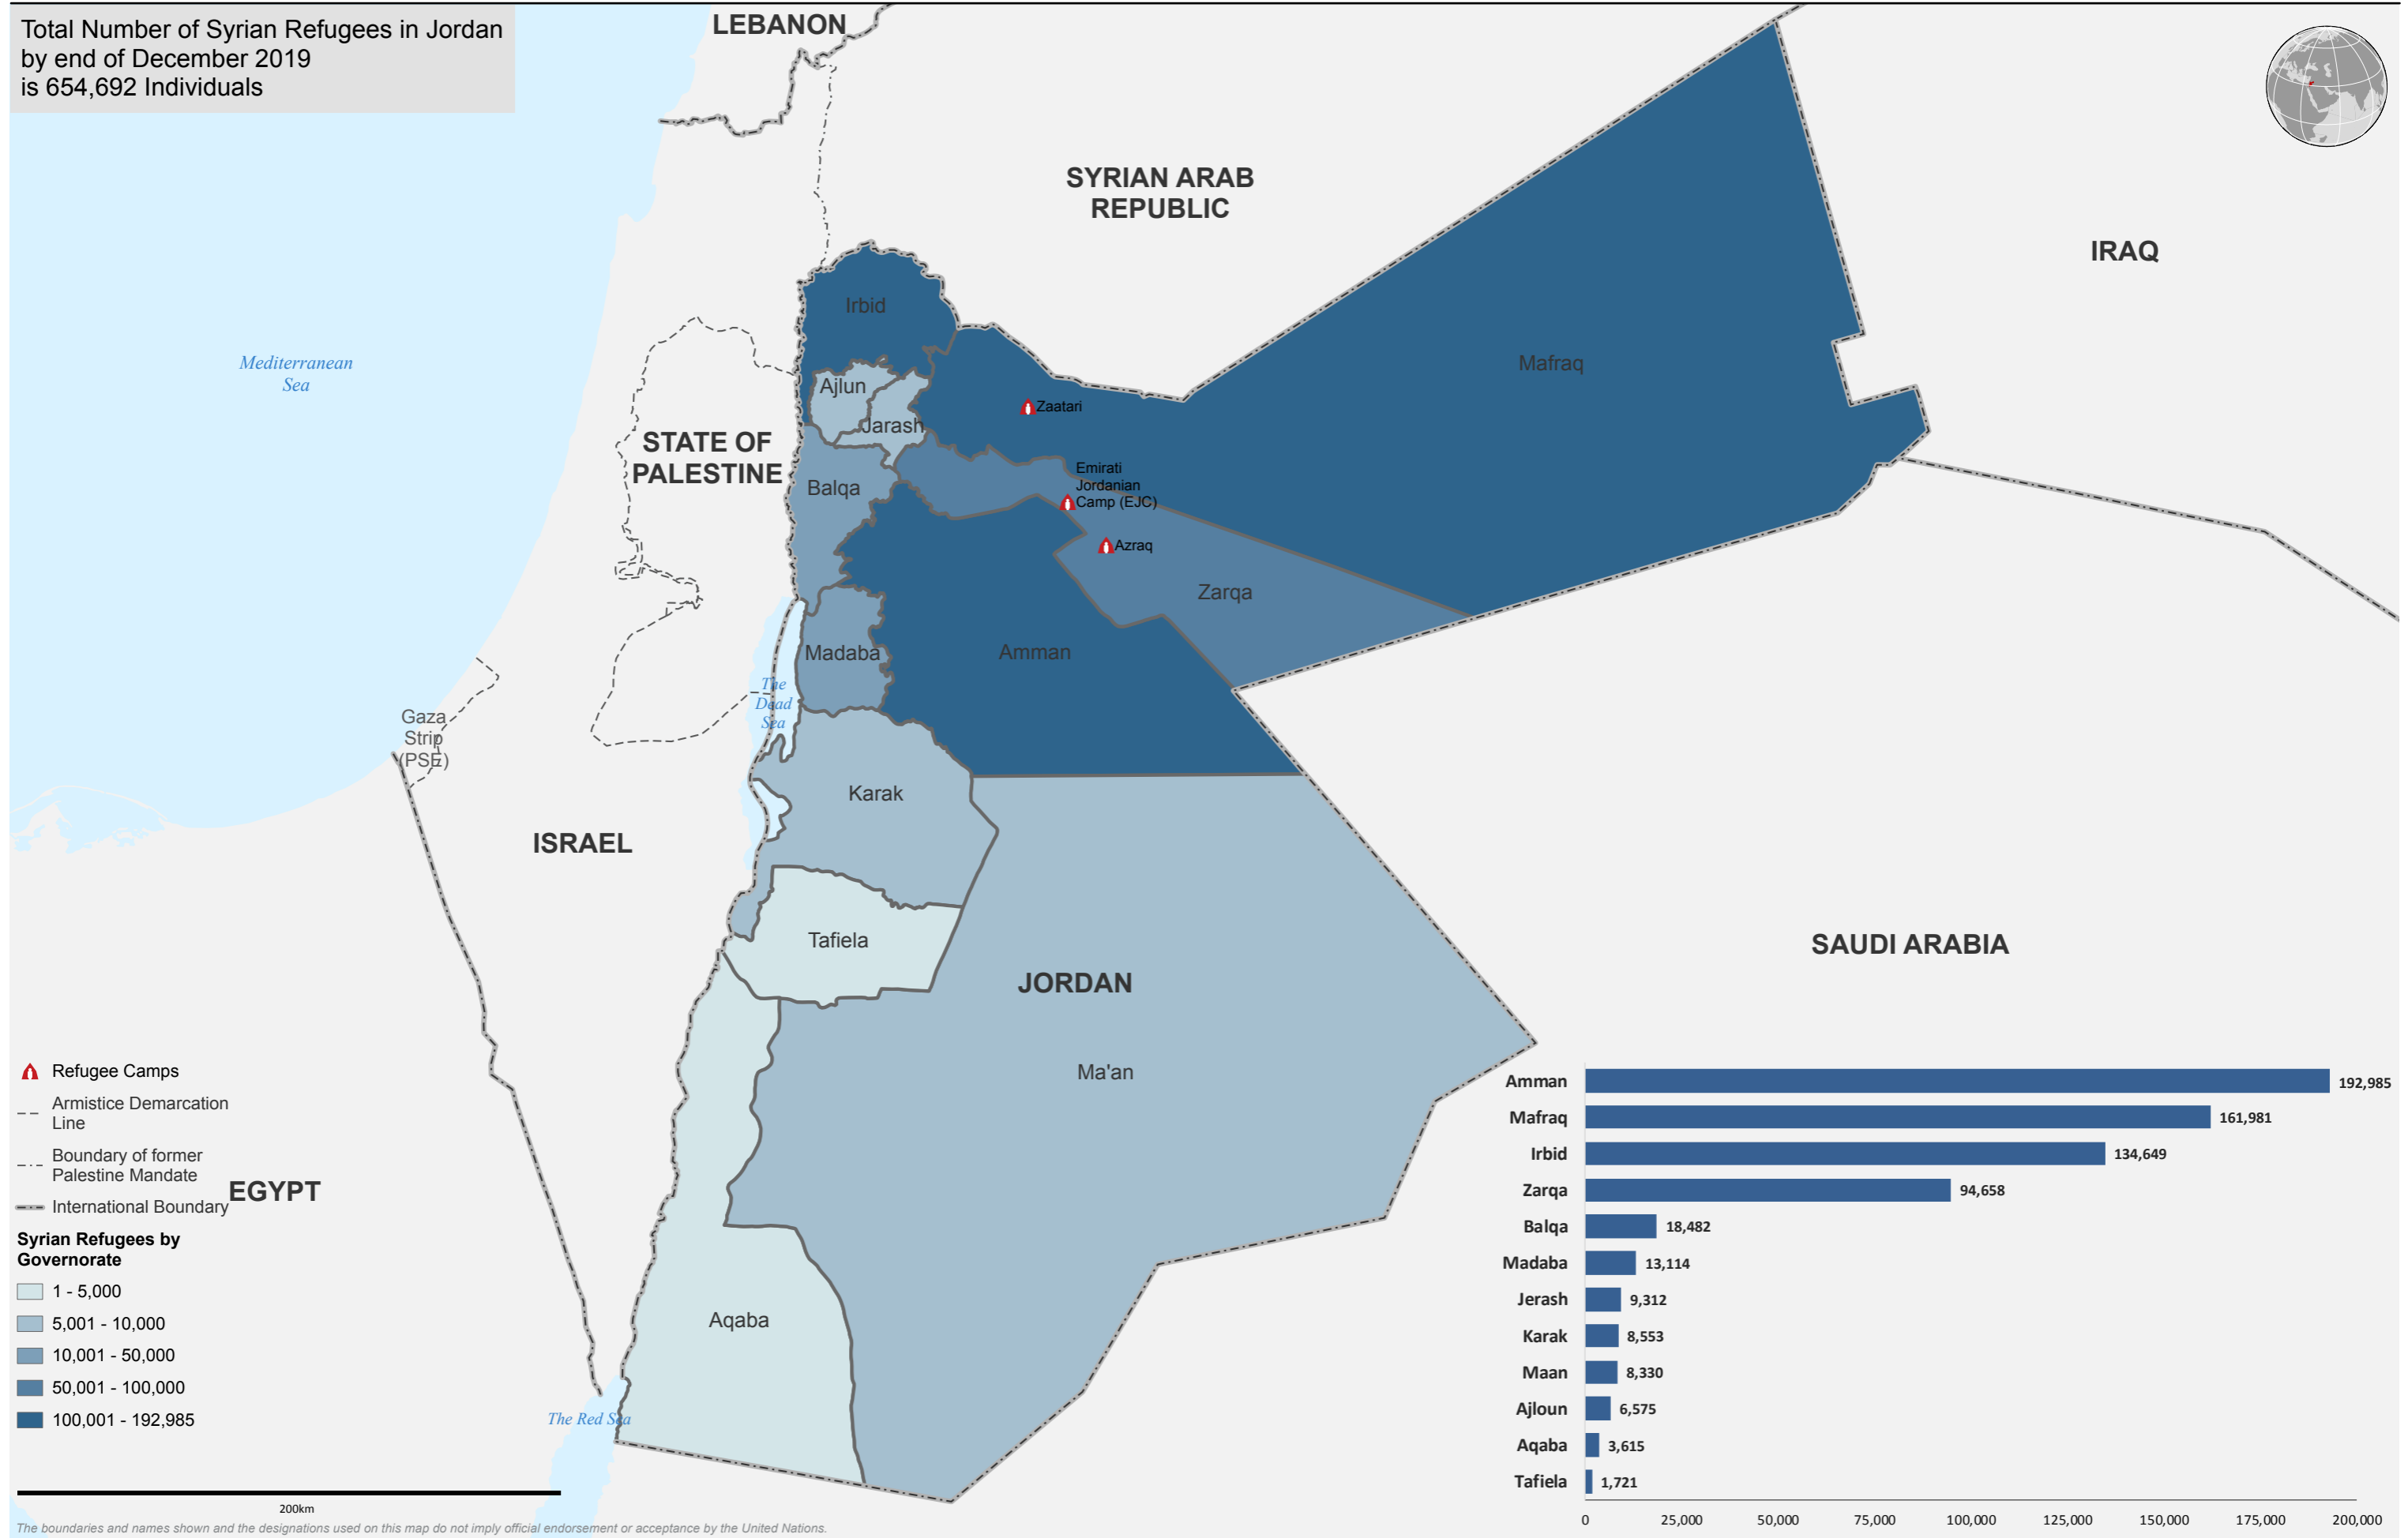 Total Number of Syrian Refugees in Jordan
by end of December 2019
is 654,692 Individuals
LEBANON
SYRIAN ARAB
REPUBLIC
IRAQ
Irbid
Mediterranean
Sea
Mafraq
Ajlun
Zaatari
Jarash
STATE OF
PALESTINE
Emirati
Jordanian
Camp (EJC)
Balqa
Azraq
Zarqa
Madaba
Amman
The
Dead
Sea
Gaza
Strip
(PSE)
Karak
ISRAEL
Tafiela
SAUDI ARABIA
JORDAN
Ma'an
Aqaba
The Red Sea
EGYPT
Refugee Camps
Armistice Demarcation
Line
Boundary of former
Palestine Mandate
International Boundary
Syrian Refugees by
Governorate
1 - 5,000
5,001 - 10,000
10,001 - 50,000
50,001 - 100,000
100,001 - 192,985
200km
The boundaries and names shown and the designations used on this map do not imply official endorsement or acceptance by the United Nations.
Amman 192,985
Mafraq 161,981
Irbid 134,649
Zarqa 94,658
Balqa 18,482
Madaba 13,114
Jerash 9,312
Karak 8,553
Maan 8,330
Ajloun 6,575
Aqaba 3,615
Tafiela 1,721
0 25,000 50,000 75,000 100,000 125,000 150,000 175,000 200,000